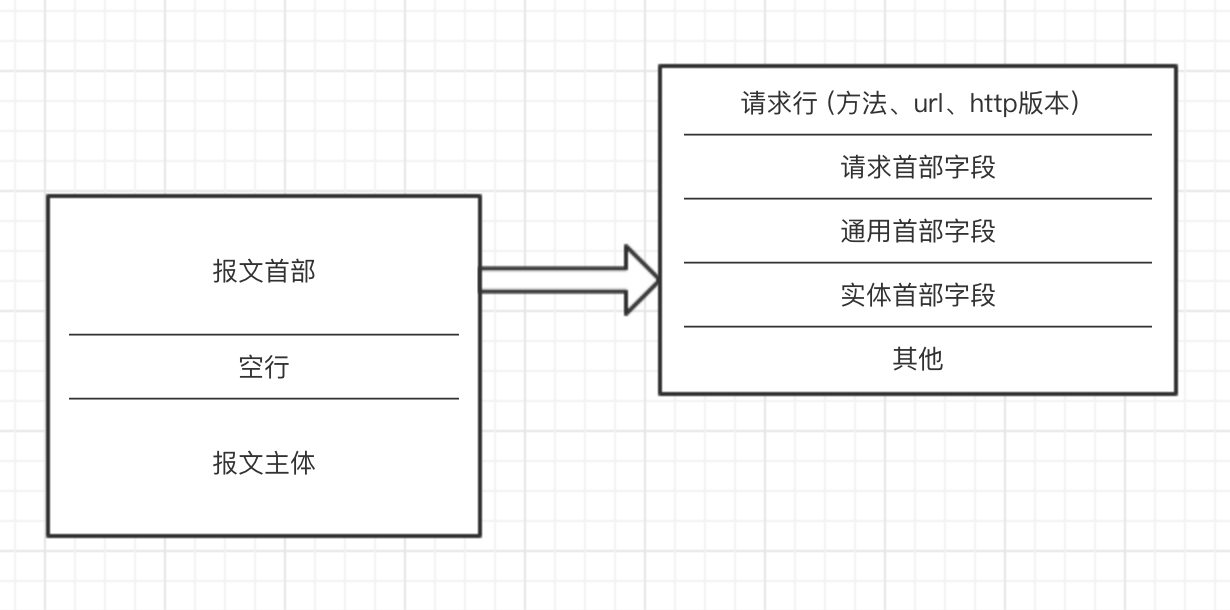 报文首部
空行
报文主体
请求行（方法、url、http版本）
请求首部字段
通用首部字段
实体首部字段
其他